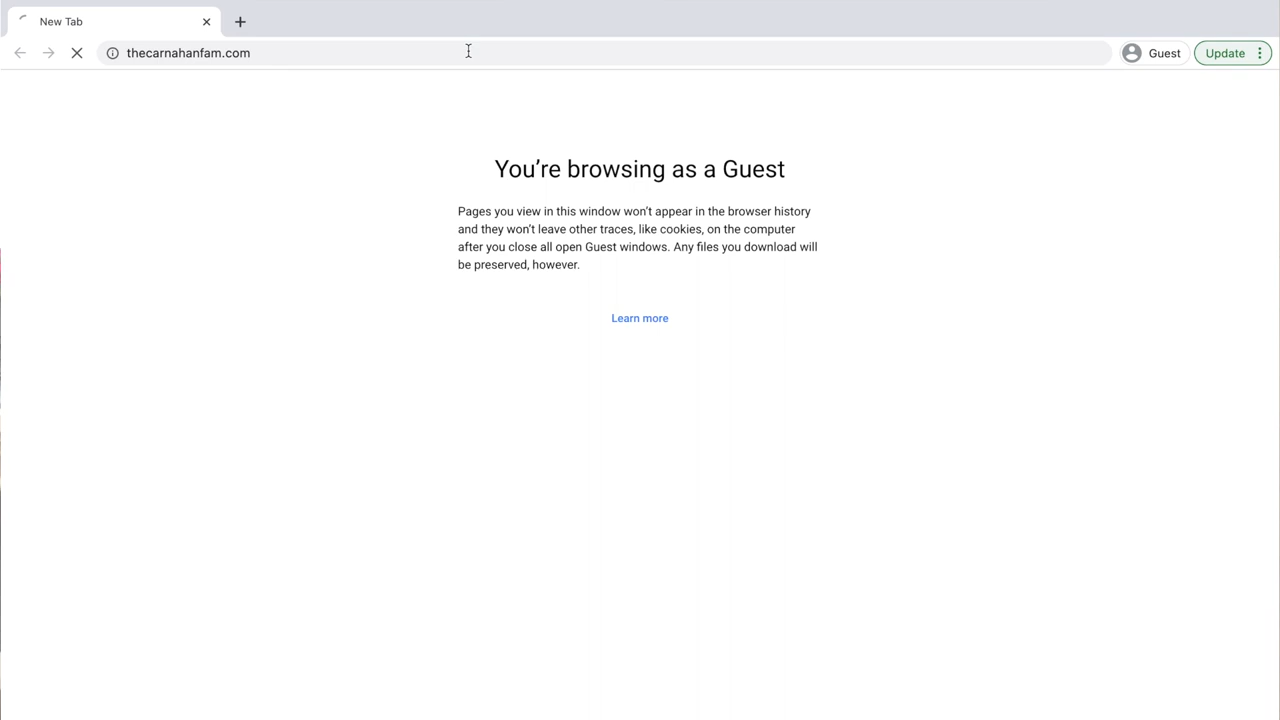 New Tab
thecarnahanfam.com
Guest
Update
You’re browsing as a Guest
Pages you view in this window won’t appear in the browser history
and they won’t leave other traces, like cookies, on the computer
after you close all open Guest windows. Any files you download will
be preserved, however.
Learn more